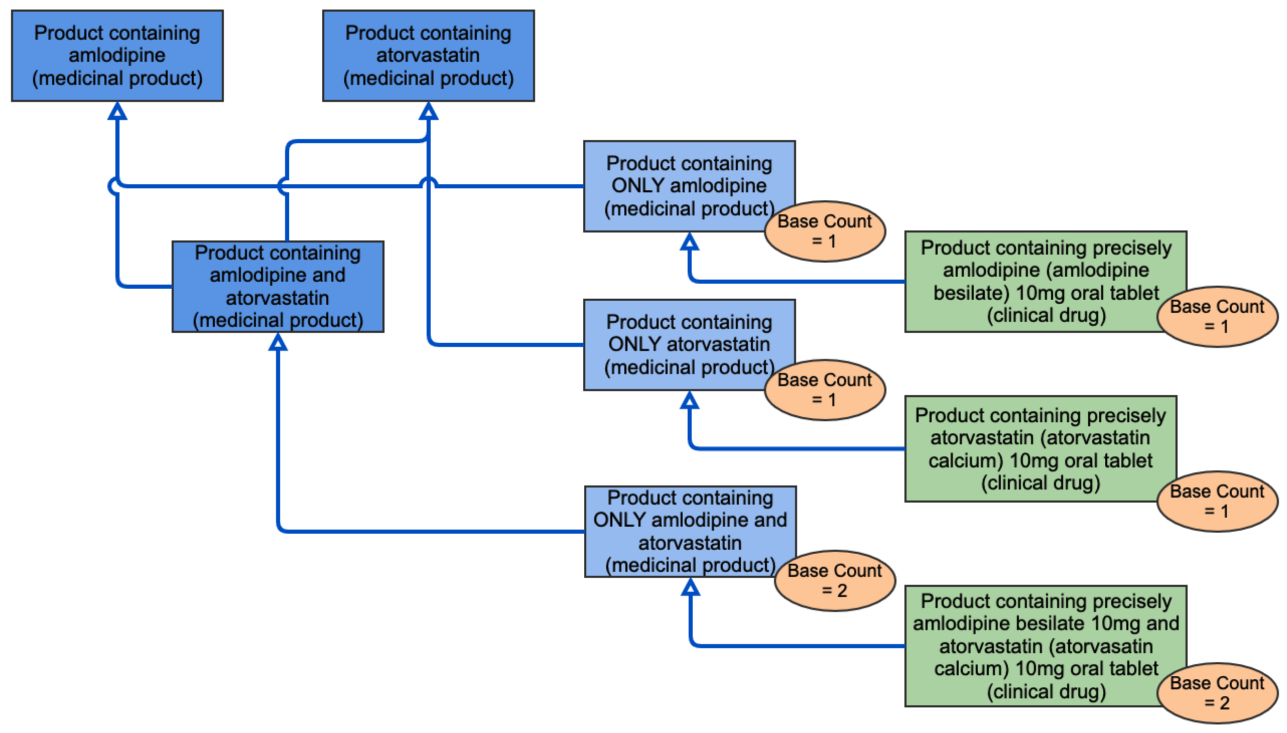 Product containing
amlodipine
(medicinal product)
Product containing
atorvastatin
(medicinal product)
Product containing
ONLY amlodipine
(medicinal product)
Base Count
= 1
Product containing precisely
amlodipine (amlodipine
besilate) 10mg oral tablet
(clinical drug)
Base Count
= 1
Product containing
amlodipine and
atorvastatin
(medicinal product)
Product containing
ONLY atorvastatin
(medicinal product)
Base Count
= 1
Product containing precisely
atorvastatin (atorvastatin
calcium) 10mg oral tablet
(clinical drug)
Base Count
= 1
Product containing
ONLY amlodipine and
atorvastatin
(medicinal product)
Base Count
= 2
Product containing precisely
amlodipine besilate 10mg and
atorvastatin (atorvasatin
calcium) 10mg oral tablet
(clinical drug)
Base Count
= 2